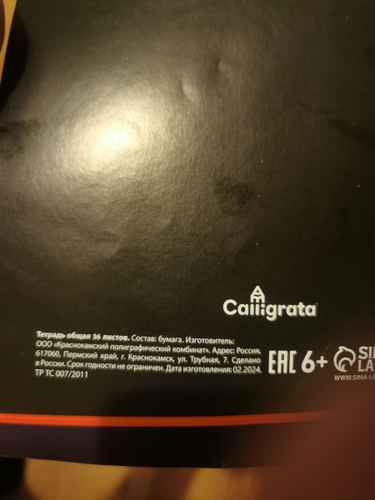 Calligrata
Тетрадь общая 36 листов. Состав: бумага. Изготовитель:
ООО «Краснокамский полиграфический комбинат». Адрес: Россия,
617060, Пермский край, г. Краснокамск, ул. Трубная, 7. Сделано
в России. Срок годности не ограничен. Дата изготовления: 02.2024.
ТР ТС 007/2011
ЕАС 6+
SIMA
LA
WWW.SIMA-LA